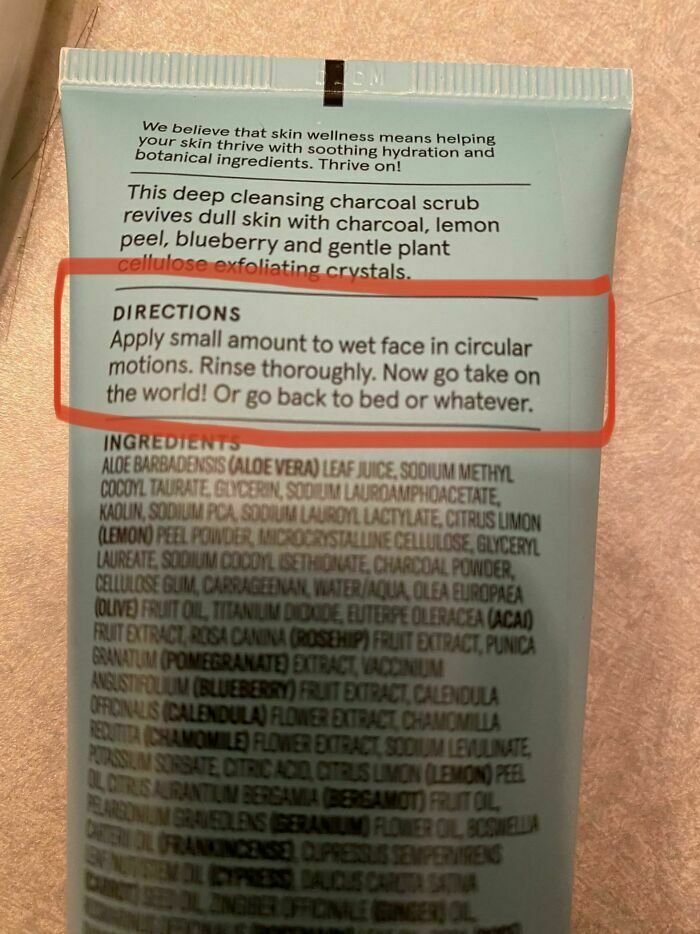 We believe that skin wellness means helping
your skin thrive with soothing hydration and
botanical ingredients. Thrive on!
This deep cleansing charcoal scrub
revives dull skin with charcoal, lemon
peel, blueberry and gentle plant
cellulose exfoliating crystals.
DIRECTIONS
Apply small amount to wet face in circular
motions. Rinse thoroughly. Now go take on
the world! Or go back to bed or whatever.
INGREDIENTS
ALOE BARBADENSIS (ALOE VERA) LEAF JUICE, SODIUM METHYL
COCOYL TAURATE, GLYCERIN, SODIUM LAUROAMPHOACETATE,
KAOLIN, SODIUM PCA, SODIUM LAUROYL LACTYLATE, CITRUS LIMON
(LEMON) PEEL POWDER, MICROCRYSTALLINE CELLULOSE, GLYCERYL
LAUREATE, SODIUM COCOYL ISETHIONATE, CHARCOAL POWDER,
CELLULOSE GUM, CARRAGEENAN, WATER/AQUA, OLEA EUROPAEA
(OLIVE) FRUIT OIL, TITANIUM DIOXIDE, EUTERPE OLERACEA (ACAI)
FRUIT EXTRACT, ROSA CANINA (ROSEHIP) FRUIT EXTRACT, PUNICA
GRANATUM (POMEGRANATE) EXTRACT, VACCINIUM
ANGUSTIFOLIUM (BLUEBERRY) FRUIT EXTRACT, CALENDULA
OFFICINALIS (CALENDULA) FLOWER EXTRACT, CHAMOMILLA
RECUTITA (CHAMOMILE) FLOWER EXTRACT, SODIUM LEVULINATE,
POTASSIUM SORBATE, CITRIC ACID, CITRUS LIMON (LEMON) PEEL
OIL, CITRUS AURANTIUM BERGAMIA (BERGAMOT) FRUIT OIL,
PELARGONIUM GRAVEOLENS (GERANIUM) FLOWER OIL, BOSWELLIA
CARTERII OIL (FRANKINCENSE), CUPRESSUS SEMPERVIRENS
LEAF/NUT/STEM OIL (CYPRESS), DAUCUS CAROTA SATIVA
(CARROT) SEED OIL, ZINGIBER OFFICINALE (GINGER) OIL,